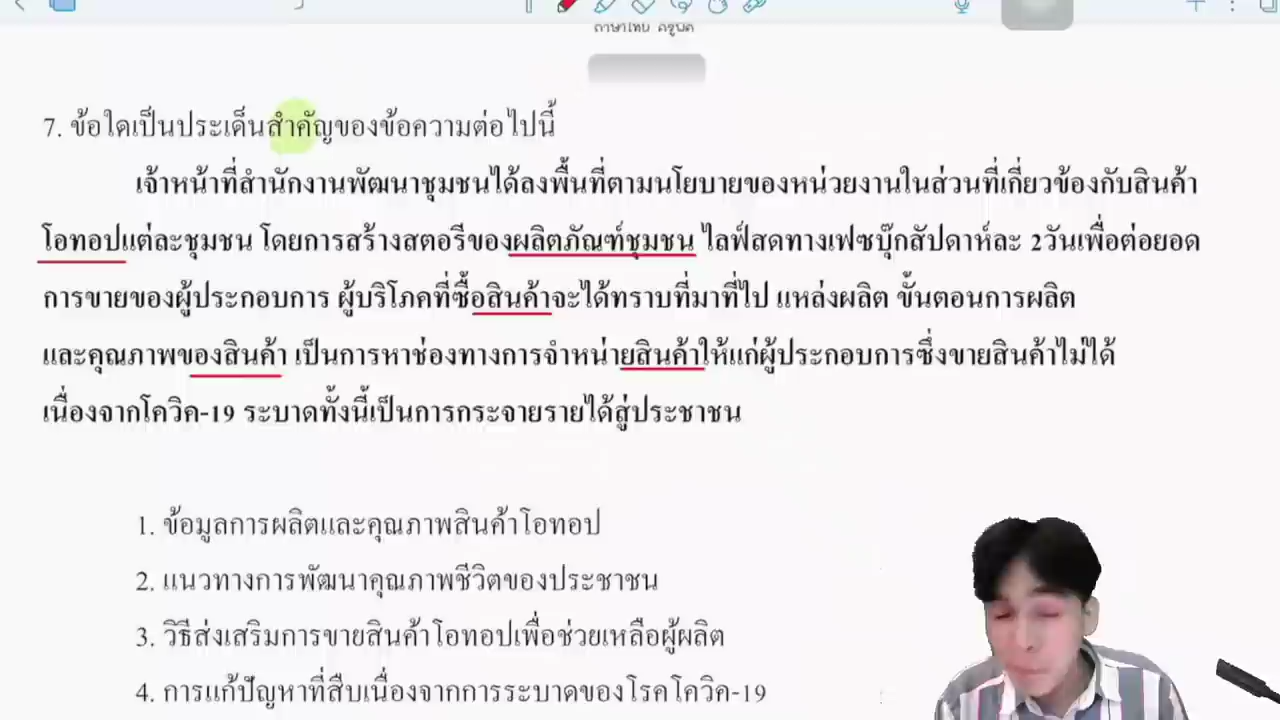 ภาษาไทย ครูนัด
7. ข้อใดเป็นประเด็นสำคัญของข้อความต่อไปนี้
เจ้าหน้าที่สำนักงานพัฒนาชุมชนได้ลงพื้นที่ตามนโยบายของหน่วยงานในส่วนที่เกี่ยวข้องกับสินค้า
โอทอปแต่ละชุมชน โดยการสร้างสตอรีของผลิตภัณฑ์ชุมชน ไลฟ์สดทางเฟซบุ๊กสัปดาห์ละ 2วันเพื่อต่อยอด
การขายของผู้ประกอบการ ผู้บริโภคที่ซื้อสินค้าจะได้ทราบที่มาที่ไป แหล่งผลิต ขั้นตอนการผลิต
และคุณภาพของสินค้า เป็นการหาช่องทางการจำหน่ายสินค้าให้แก่ผู้ประกอบการซึ่งขายสินค้าไม่ได้
เนื่องจากโควิค-19 ระบาดทั้งนี้เป็นการกระจายรายได้สู่ประชาชน
1. ข้อมูลการผลิตและคุณภาพสินค้าโอทอป
2. แนวทางการพัฒนาคุณภาพชีวิตของประชาชน
3. วิธีส่งเสริมการขายสินค้าโอทอปเพื่อช่วยเหลือผู้ผลิต
4. การแก้ปัญหาที่สืบเนื่องจากการระบาดของโรคโควิค-19